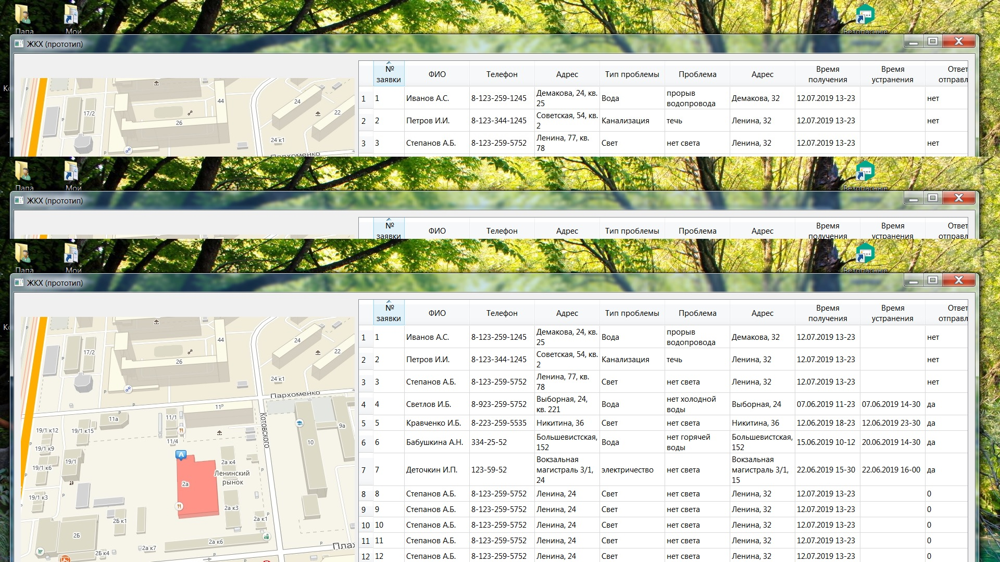 Папа
Мои
Безопасные
ЖКХ (прототип)
№ заявки ФИО Телефон Адрес Тип проблемы Проблема Адрес Время получения Время устранения Ответ отправл
1 1 Иванов А.С. 8-123-259-1245 Демакова, 24, кв. 25 Вода прорыв водопровода Демакова, 32 12.07.2019 13-23 нет
2 2 Петров И.И. 8-123-344-1245 Советская, 54, кв. 2 Канализация течь Ленина, 32 12.07.2019 13-23 нет
3 3 Степанов А.Б. 8-123-259-5752 Ленина, 77, кв. 78 Свет нет света Ленина, 32 12.07.2019 13-23 нет
44
24
17/2
22
26
24 к1
Пархоменко
Папа
Мои
Безопасные
ЖКХ (прототип)
№ заявки ФИО Телефон Адрес Тип проблемы Проблема Адрес Время получения Время устранения Ответ отправл
Папа
Мои
Безопасные
ЖКХ (прототип)
№ заявки ФИО Телефон Адрес Тип проблемы Проблема Адрес Время получения Время устранения Ответ отправл
1 1 Иванов А.С. 8-123-259-1245 Демакова, 24, кв. 25 Вода прорыв водопровода Демакова, 32 12.07.2019 13-23 нет
2 2 Петров И.И. 8-123-344-1245 Советская, 54, кв. 2 Канализация течь Ленина, 32 12.07.2019 13-23 нет
3 3 Степанов А.Б. 8-123-259-5752 Ленина, 77, кв. 78 Свет нет света Ленина, 32 12.07.2019 13-23 нет
4 4 Светлов И.Б. 8-923-259-5752 Выборная, 24, кв. 221 Вода нет холодной воды Выборная, 24 07.06.2019 11-23 07.06.2019 14-30 да
5 5 Кравченко И.Б. 8-223-259-5535 Никитина, 36 Свет нет света Никитина, 36 12.06.2019 18-23 12.06.2019 23-30 да
6 6 Бабушкина А.Н. 334-25-52 Большевистская, 152 Вода нет горячей воды Большевистская, 152 15.06.2019 10-12 20.06.2019 14-30 да
7 7 Деточкин И.П. 123-59-52 Вокзальная магистраль 3/1, 24 электричество нет света Вокзальная магистраль 3/1, 15 22.06.2019 15-30 22.06.2019 16-00 да
8 8 Степанов А.Б. 8-123-259-5752 Ленина, 24 Свет нет света Ленина, 32 12.07.2019 13-23 0
9 9 Степанов А.Б. 8-123-259-5752 Ленина, 24 Свет нет света Ленина, 32 12.07.2019 13-23 0
10 10 Степанов А.Б. 8-123-259-5752 Ленина, 24 Свет нет света Ленина, 32 12.07.2019 13-23 0
11 11 Степанов А.Б. 8-123-259-5752 Ленина, 24 Свет нет света Ленина, 32 12.07.2019 13-23 0
12 12 Степанов А.Б. 8-123-259-5752 Ленина, 24 Свет нет света Ленина, 32 12.07.2019 13-23 0
44
24
17/2
22
26
24 к1
Пархоменко
11
11а
11/1
Котовского
9а
19/1 к12
19/1 к15
11/4
10
19/1 к9
А
19/1
2а к4
19/1 к6
Ленинский рынок
2а
19/1 к3
2а к3
2Б к1
2а к1
2Б
2а к6
2а к7
2Б к4
Плах